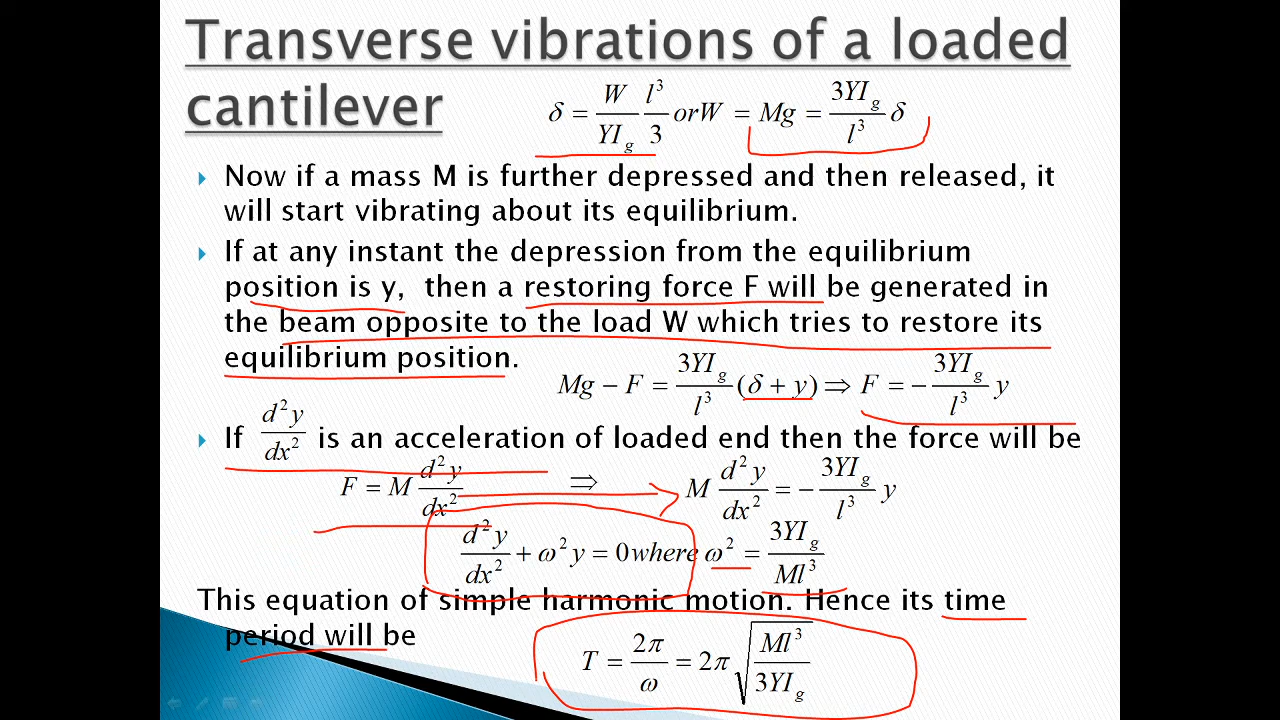 Transverse vibrations of a loaded
cantilever δ = W/YI_g l³/3 orW = Mg = 3YI_g/l³ δ
Now if a mass M is further depressed and then released, it
will start vibrating about its equilibrium.
If at any instant the depression from the equilibrium
position is y, then a restoring force F will be generated in
the beam opposite to the load W which tries to restore its
equilibrium position.
Mg − F = 3YI_g/l³ (δ + y) ⇒ F = − 3YI_g/l³ y
If d²y/dx² is an acceleration of loaded end then the force will be
F = M d²y/dx² ⇒ M d²y/dx² = − 3YI_g/l³ y
d²y/dx² + ω²y = 0where ω² = 3YI_g/Ml³
This equation of simple harmonic motion. Hence its time
period will be
T = 2π/ω = 2π √(Ml³/3YI_g)